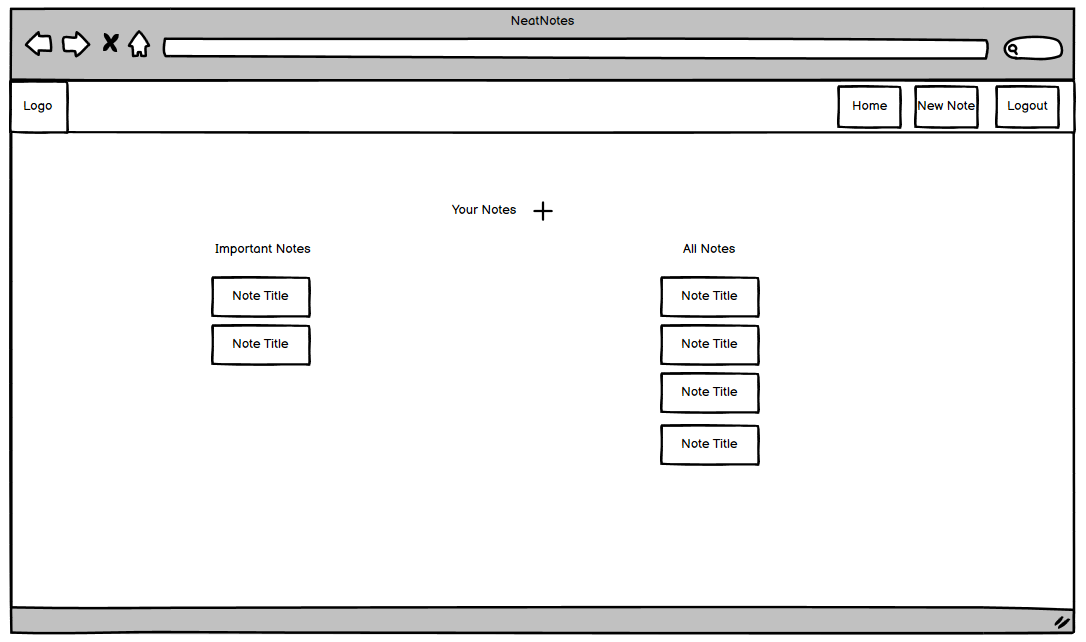 NeatNotes
Logo
Home
New Note
Logout
Your Notes
Important Notes
All Notes
Note Title
Note Title
Note Title
Note Title
Note Title
Note Title